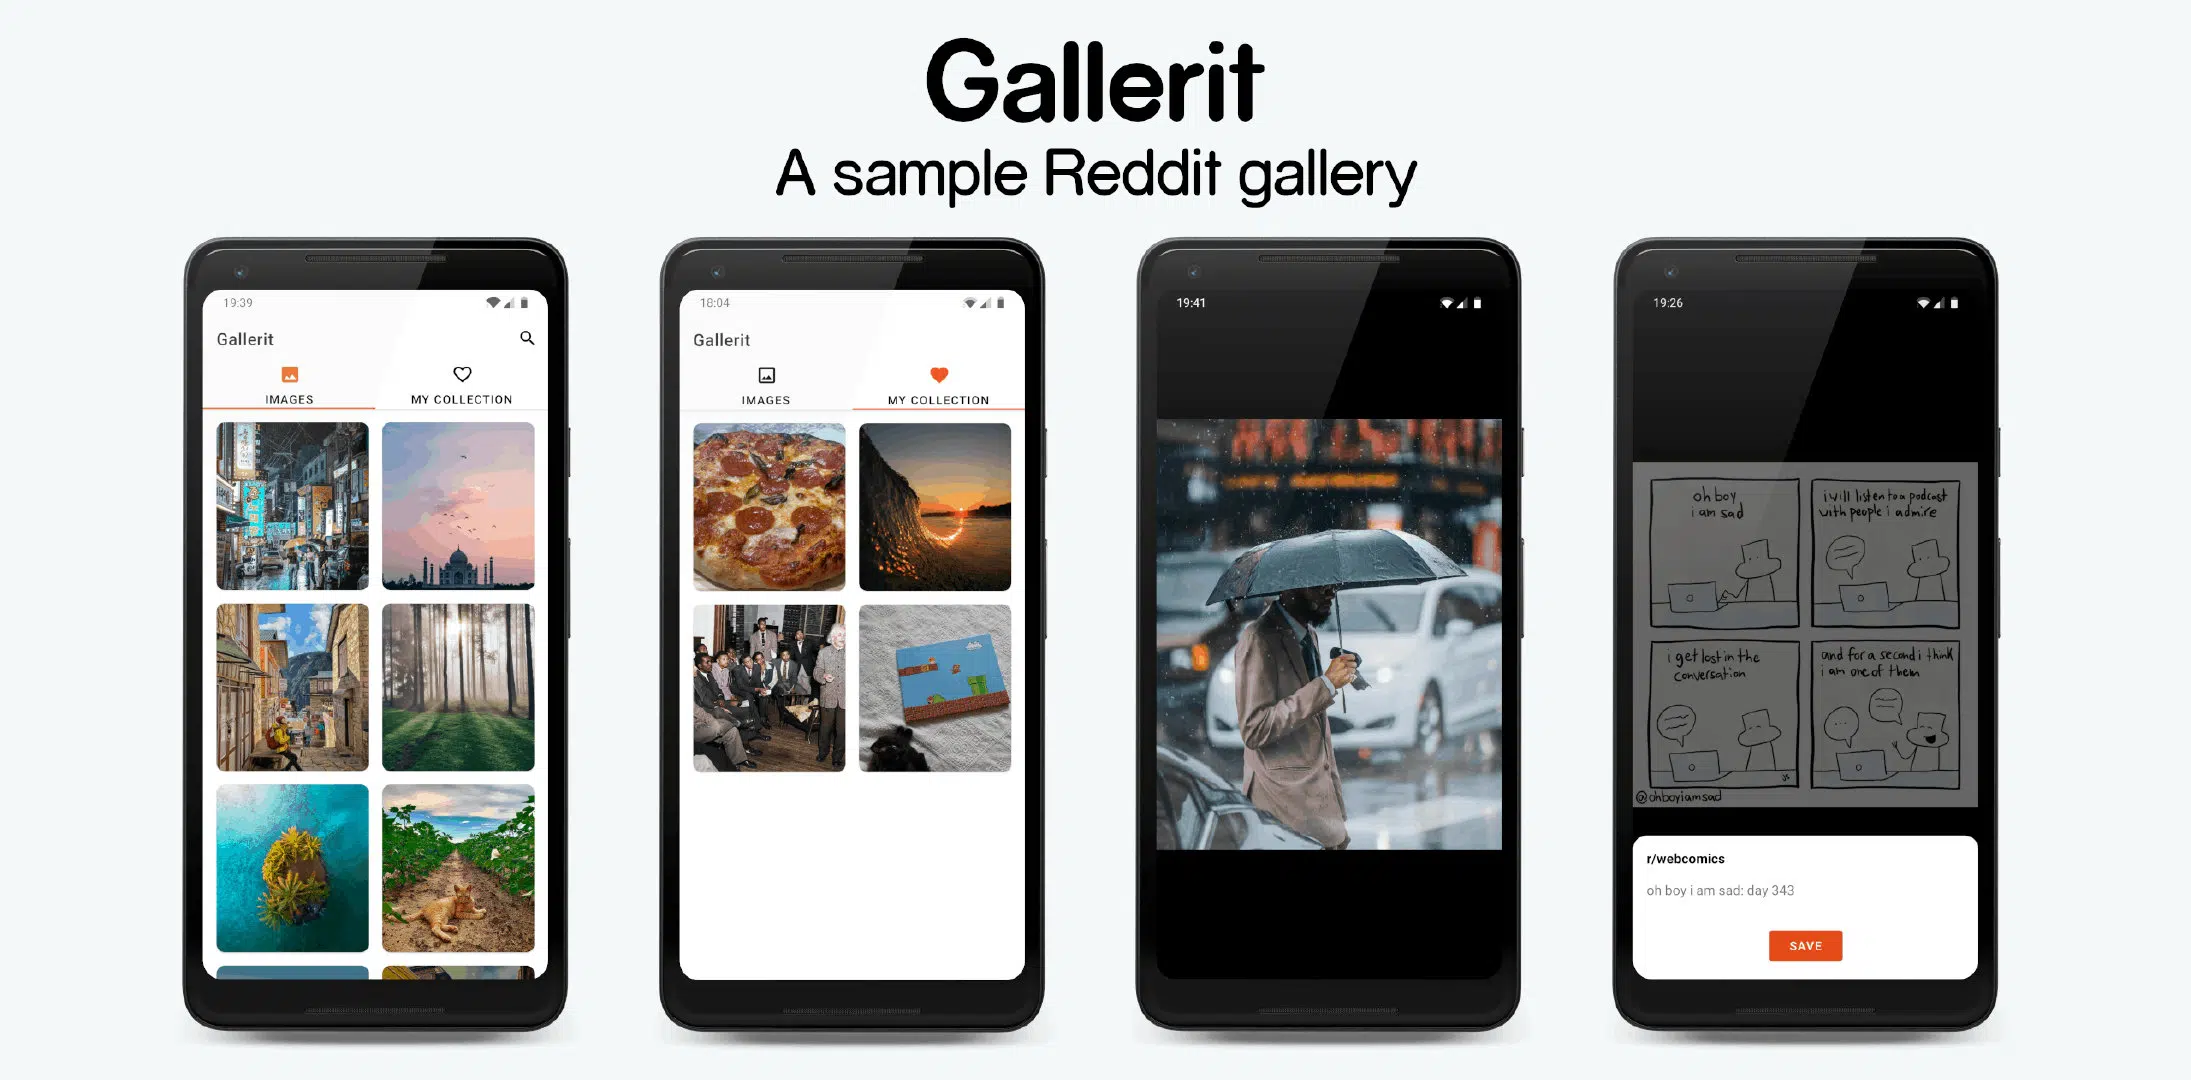 Gallerit
A sample Reddit gallery
19:39
Gallerit
IMAGES
MY COLLECTION
18:04
Gallerit
IMAGES
MY COLLECTION
19:41
19:26
oh boy
i am sad
i will listen to a podcast
with people i admire
i get lost in the
conversation
and for a second i think
i am one of them
@ohboyiamsad
r/webcomics
oh boy i am sad: day 343
SAVE